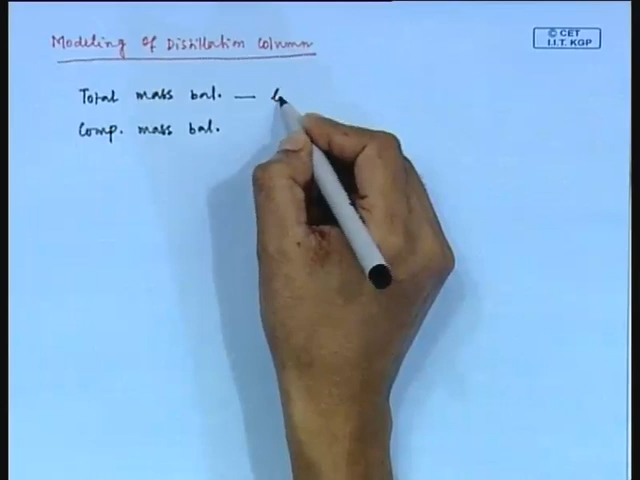 Modeling of Distillation Column
© CET
I.I.T. KGP
Total mass bal. —
Comp. mass bal.